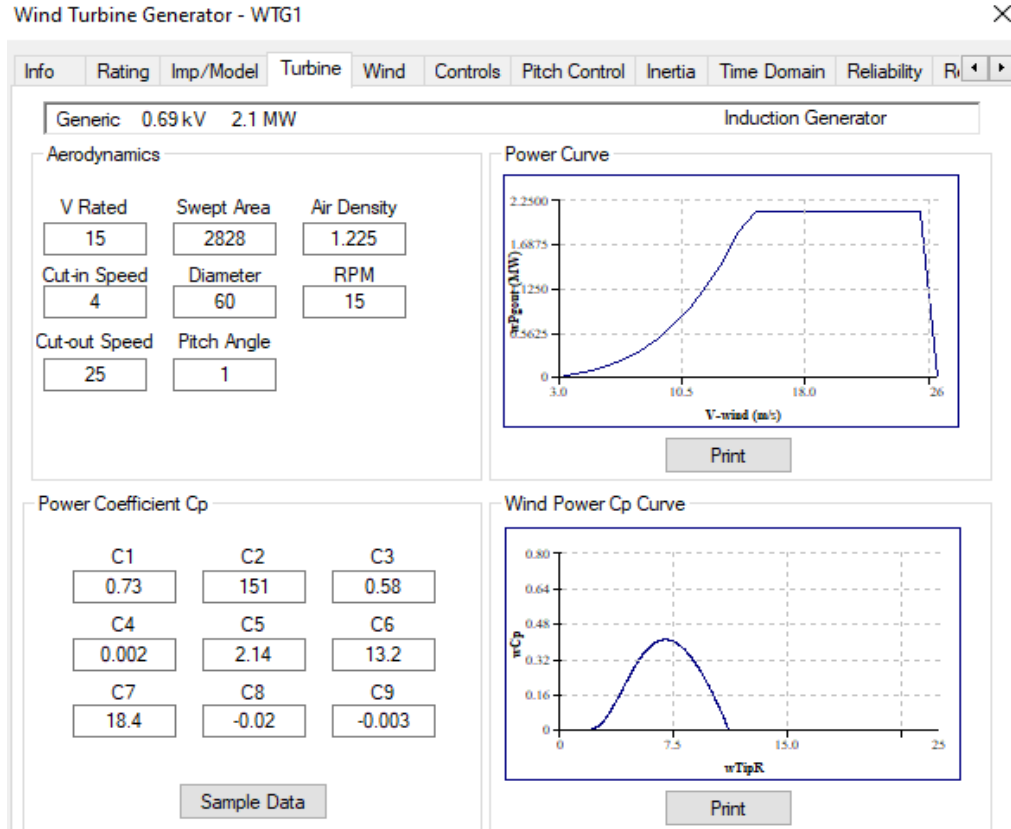 Wind Turbine Generator - WTG1
Info Rating Imp/Model Turbine Wind Controls Pitch Control Inertia Time Domain Reliability
Generic 0.69 kV 2.1 MW Induction Generator
Aerodynamics
V Rated Swept Area Air Density
15 2828 1.225
Cut-in Speed Diameter RPM
4 60 15
Cut-out Speed Pitch Angle
25 1
Power Curve
2.2500
1.6875
1250
0.5625
0
3.0 10.5 18.0 26
wPgout (MW)
V-wind (m/s)
Print
Power Coefficient Cp
C1 C2 C3
0.73 151 0.58
C4 C5 C6
0.002 2.14 13.2
C7 C8 C9
18.4 -0.02 -0.003
Sample Data
Wind Power Cp Curve
0.80
0.64
0.48
0.32
0.16
0
0 7.5 15.0 25
wCp
wTipR
Print